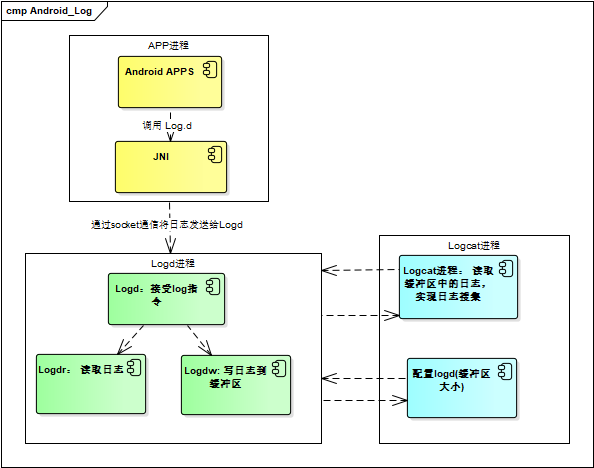 cmp Android_Log
APP进程
Android APPS
调用 Log.d
JNI
通过socket通信将日志发送给Logd
Logd进程
Logd：接受log指
令
Logdr： 读取日志
Logdw: 写日志到
缓冲区
Logcat进程
Logcat进程： 读取
缓冲区中的日志，
实现日志搜集
配置logd(缓冲区
大小)